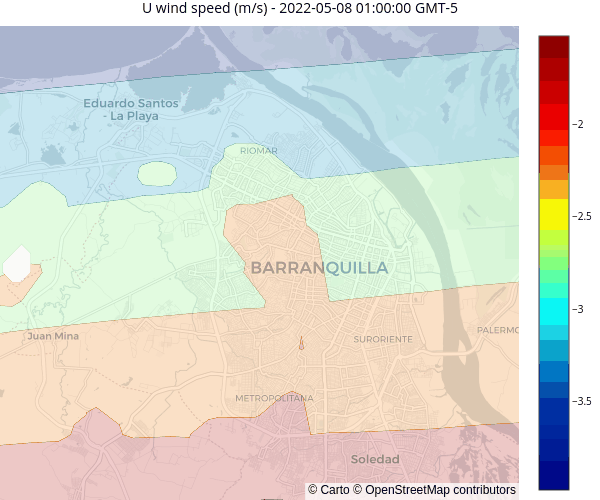 U wind speed (m/s) - 2022-05-08 01:00:00 GMT-5
Eduardo Santos
- La Playa
−2
RIOMAR
−2.5
BARRANQUILLA
−3
Juan Mina
SURORIENTE
PALERMO
METROPOLITANA
−3.5
Soledad
© Carto © OpenStreetMap contributors